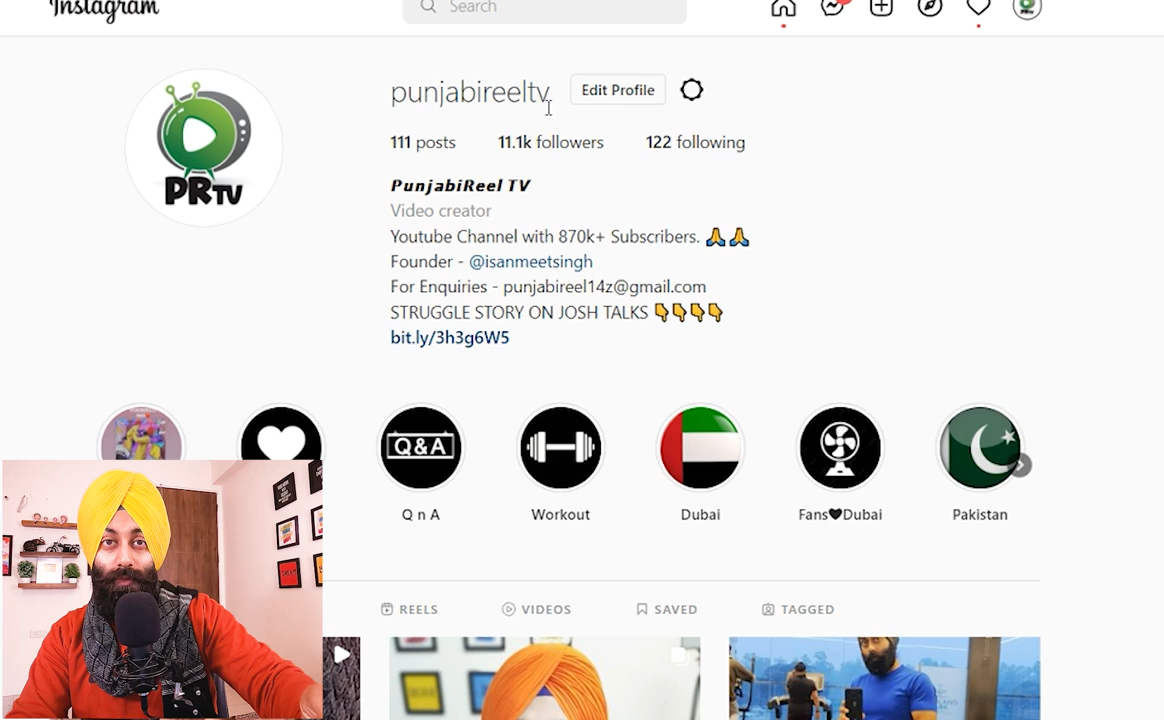 Instagram
Search
punjabireeltv
Edit Profile
111 posts
11.1k followers
122 following
PunjabiReel TV
Video creator
Youtube Channel with 870k+ Subscribers. 🙏🙏
Founder - @isanmeetsingh
For Enquiries - punjabireel14z@gmail.com
STRUGGLE STORY ON JOSH TALKS 👇👇👇👇
bit.ly/3h3g6W5
PRTV
Q&A
Q n A
Workout
Dubai
Fans🖤Dubai
Pakistan
REELS
VIDEOS
SAVED
TAGGED